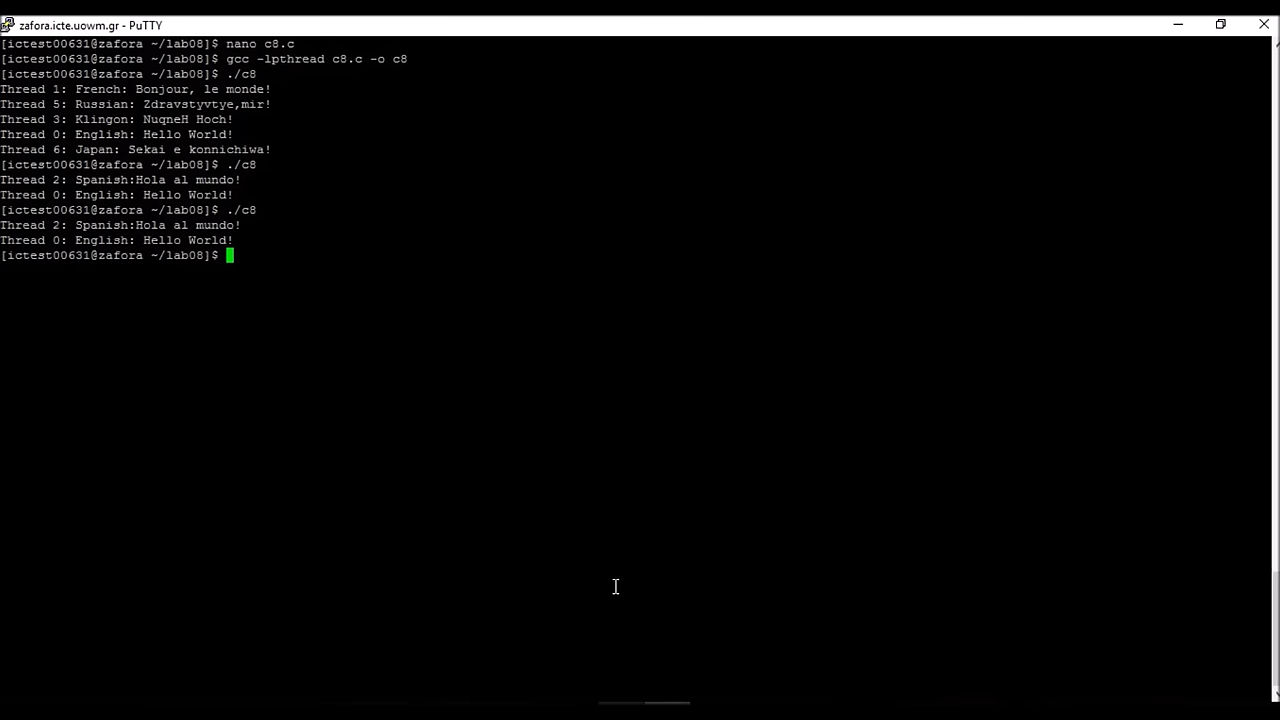 zafora.icte.uowm.gr - PuTTY
[ictest00631@zafora ~/lab08]$ nano c8.c
[ictest00631@zafora ~/lab08]$ gcc -lpthread c8.c -o c8
[ictest00631@zafora ~/lab08]$ ./c8
Thread 1: French: Bonjour, le monde!
Thread 5: Russian: Zdravstyvtye,mir!
Thread 3: Klingon: NuqneH Hoch!
Thread 0: English: Hello World!
Thread 6: Japan: Sekai e konnichiwa!
[ictest00631@zafora ~/lab08]$ ./c8
Thread 2: Spanish:Hola al mundo!
Thread 0: English: Hello World!
[ictest00631@zafora ~/lab08]$ ./c8
Thread 2: Spanish:Hola al mundo!
Thread 0: English: Hello World!
[ictest00631@zafora ~/lab08]$